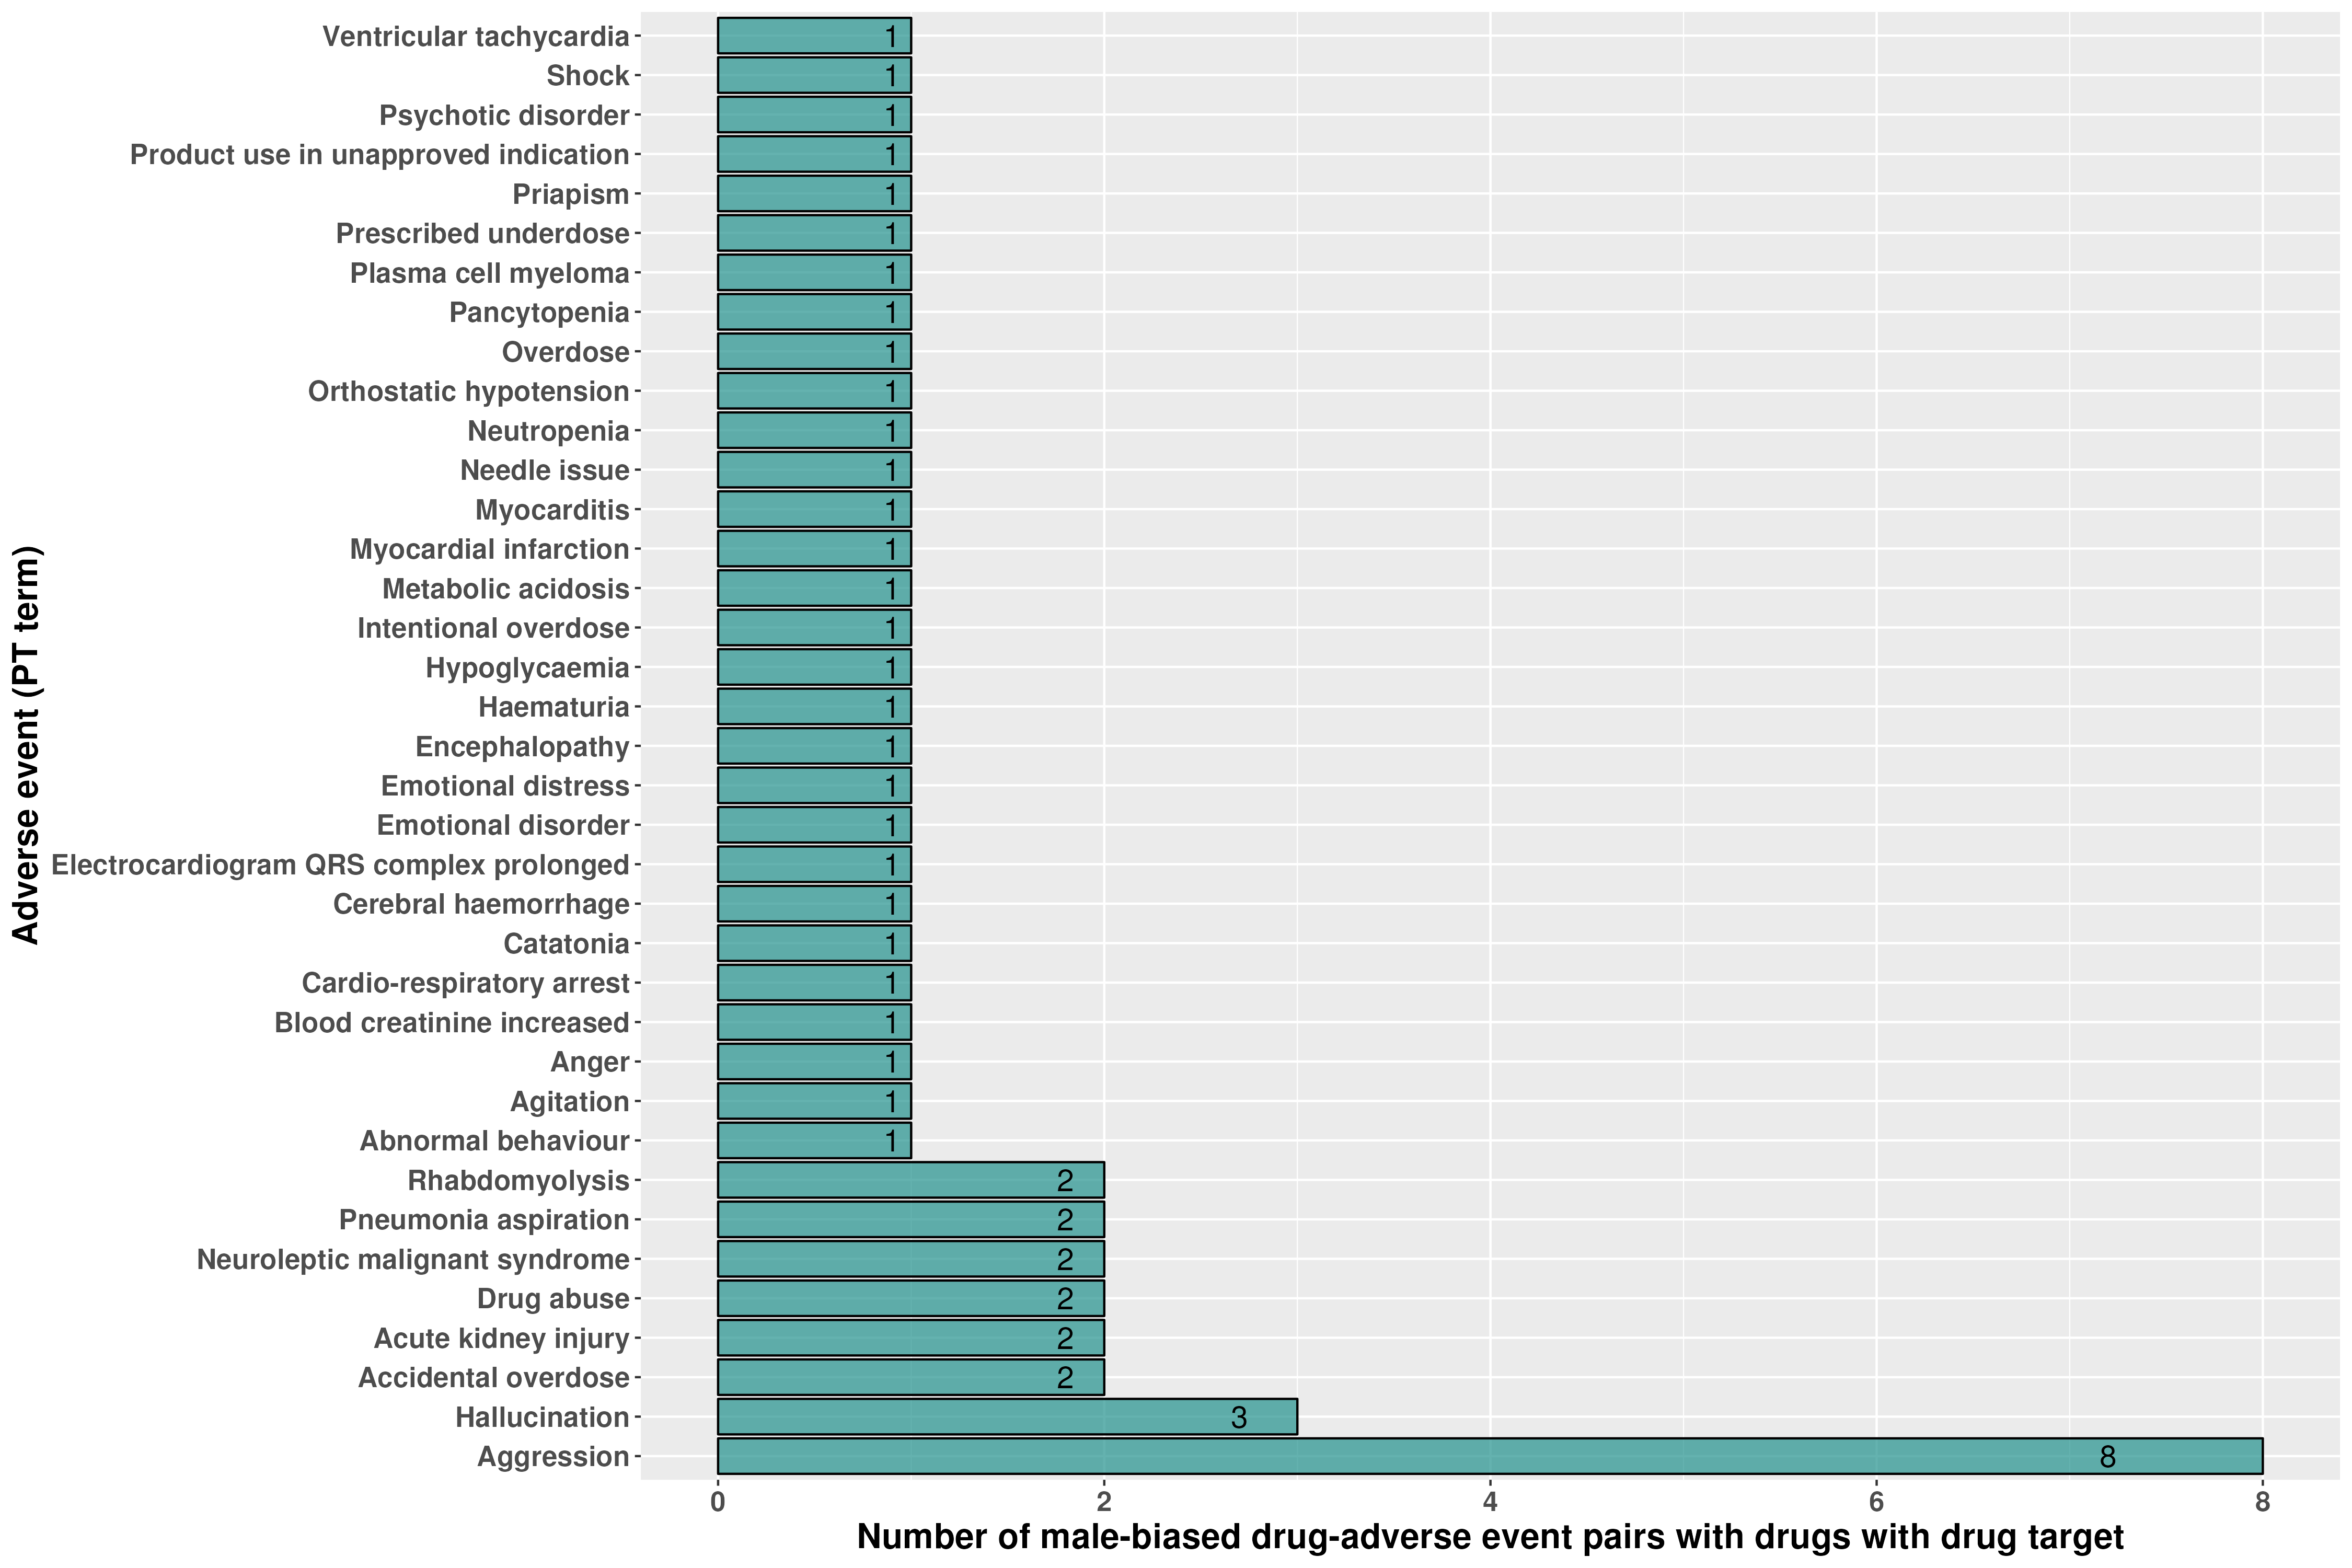 Adverse event (PT term)
Ventricular tachycardia 1
Shock 1
Psychotic disorder 1
Product use in unapproved indication 1
Priapism 1
Prescribed underdose 1
Plasma cell myeloma 1
Pancytopenia 1
Overdose 1
Orthostatic hypotension 1
Neutropenia 1
Needle issue 1
Myocarditis 1
Myocardial infarction 1
Metabolic acidosis 1
Intentional overdose 1
Hypoglycaemia 1
Haematuria 1
Encephalopathy 1
Emotional distress 1
Emotional disorder 1
Electrocardiogram QRS complex prolonged 1
Cerebral haemorrhage 1
Catatonia 1
Cardio-respiratory arrest 1
Blood creatinine increased 1
Anger 1
Agitation 1
Abnormal behaviour 1
Rhabdomyolysis 2
Pneumonia aspiration 2
Neuroleptic malignant syndrome 2
Drug abuse 2
Acute kidney injury 2
Accidental overdose 2
Hallucination 3
Aggression 8
0 2 4 6 8
Number of male-biased drug-adverse event pairs with drugs with drug target